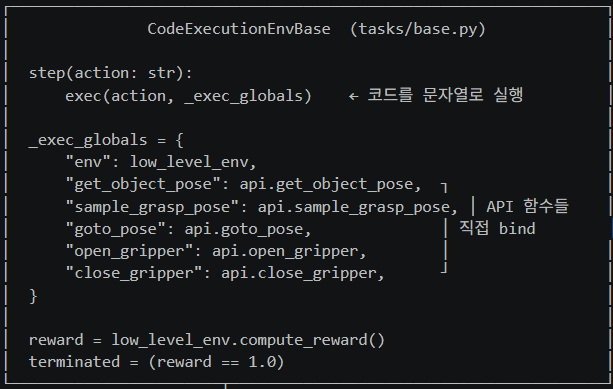 CodeExecutionEnvBase (tasks/base.py)
step(action: str):
exec(action, _exec_globals) ← 코드를 문자열로 실행
_exec_globals = {
"env": low_level_env,
"get_object_pose": api.get_object_pose, ┐
"sample_grasp_pose": api.sample_grasp_pose, │ API 함수들
"goto_pose": api.goto_pose, │ 직접 bind
"open_gripper": api.open_gripper, │
"close_gripper": api.close_gripper, ┘
}
reward = low_level_env.compute_reward()
terminated = (reward == 1.0)